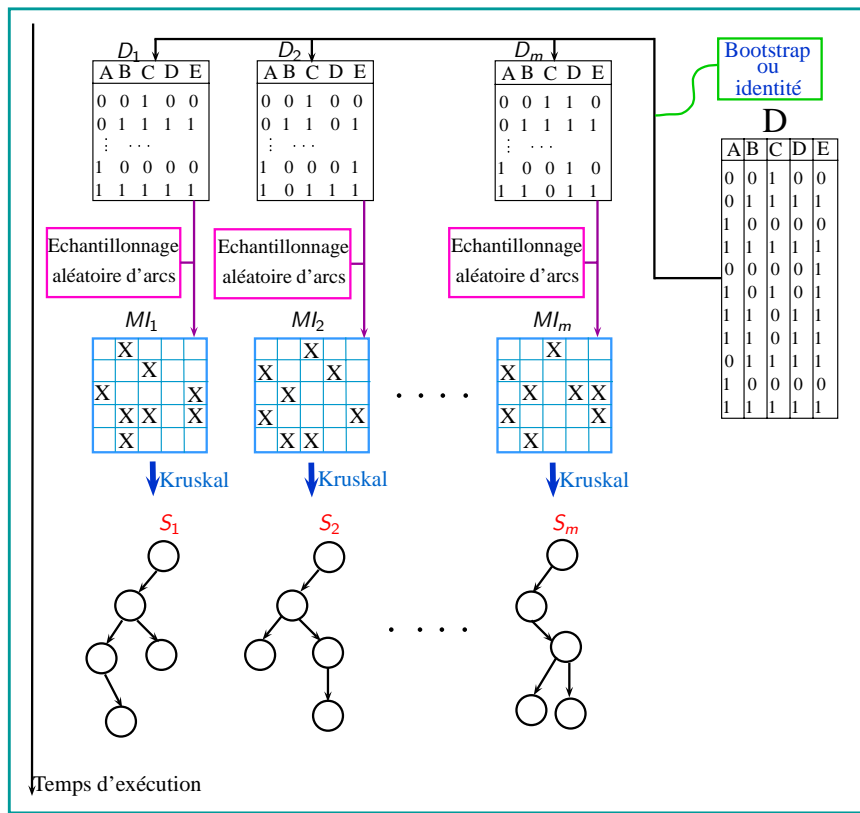 D₁
A B C D E
0 0 1 0 0
0 1 1 1 1
⋮ ···
1 0 0 0 0
1 1 1 1 1
D₂
A B C D E
0 0 1 0 0
0 1 1 0 1
⋮ ···
1 0 0 0 1
1 0 1 1 1
Dₘ
A B C D E
0 0 1 1 0
0 1 1 1 1
⋮ ···
1 0 0 1 0
1 1 0 1 1
Bootstrap
ou
identité
D
A B C D E
0 0 1 0 0
0 1 1 1 1
1 0 0 0 0
1 1 1 1 1
0 0 0 0 1
1 0 1 0 1
1 1 0 1 1
1 1 0 1 1
0 1 1 1 1
1 0 0 0 0
1 1 1 1 1
Echantillonnage
aléatoire d'arcs
Echantillonnage
aléatoire d'arcs
Echantillonnage
aléatoire d'arcs
MI₁
X
X
X X
X X X
X
MI₂
X
X X
X
X X
X X
. . . .
MIₘ
X
X
X X X
X X
X
Kruskal
Kruskal
Kruskal
S₁
S₂
Sₘ
. . . .
Temps d'exécution